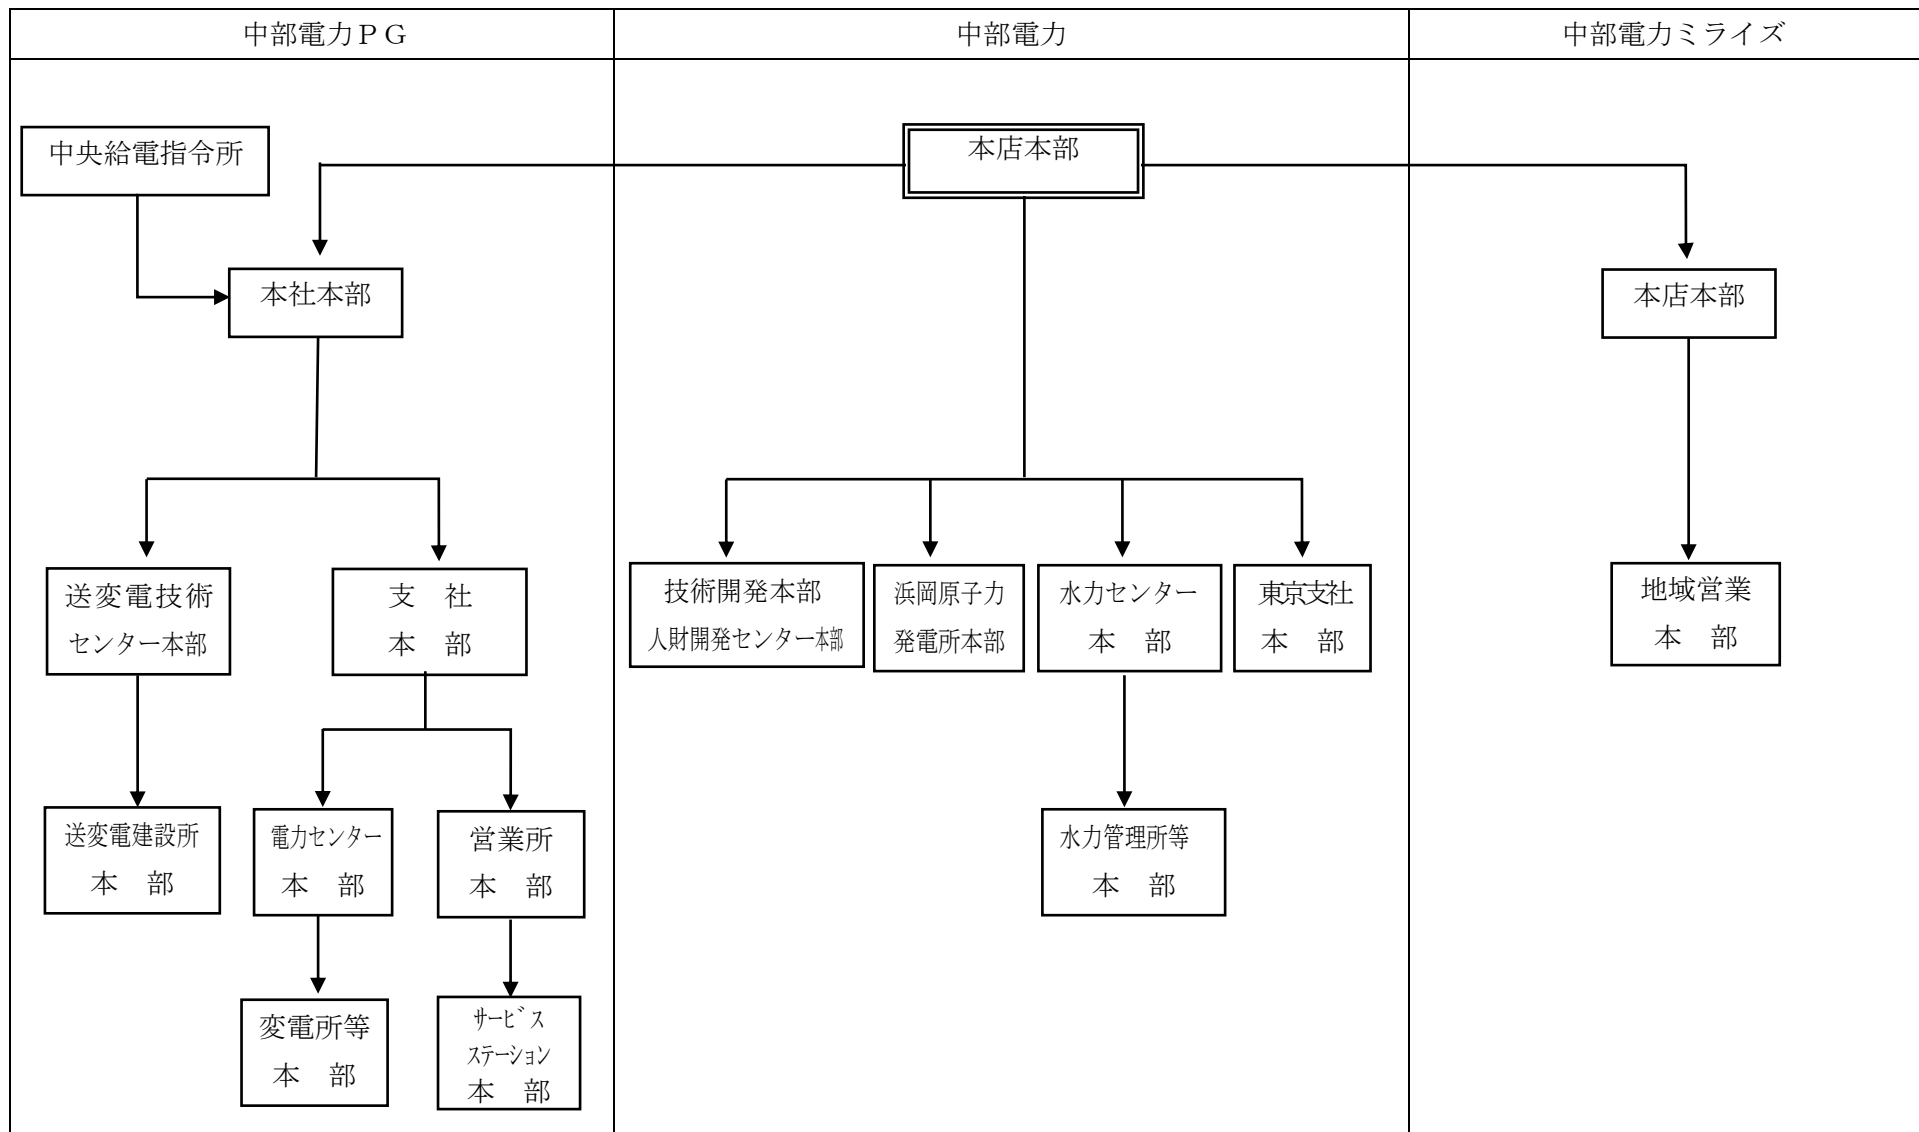 中部電力ＰＧ
中部電力
中部電力ミライズ
中央給電指令所
本店本部
本社本部
本店本部
送変電技術
センター本部
支　社
本　部
技術開発本部
人財開発センター本部
浜岡原子力
発電所本部
水力センター
本　部
東京支社
本　部
地域営業
本　部
送変電建設所
本　部
電力センター
本　部
営業所
本　部
水力管理所等
本　部
変電所等
本　部
サービス
ステーション
本　部